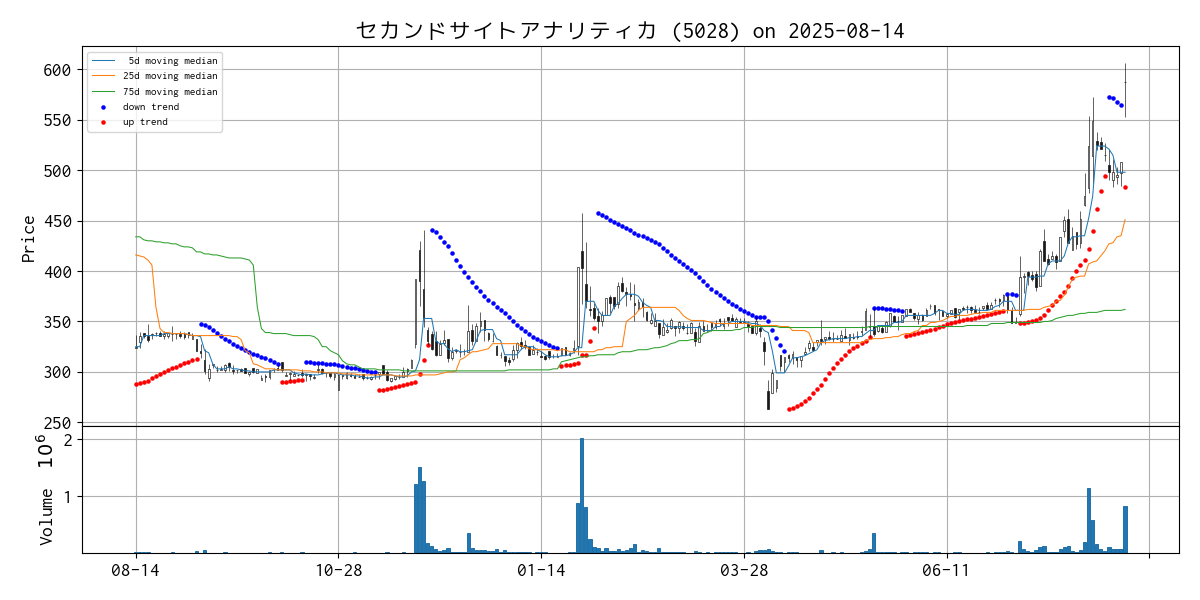 セカンドサイトアナリティカ (5028) on 2025-08-14
5d moving median
25d moving median
75d moving median
down trend
up trend
Price
600
550
500
450
400
350
300
250
Volume 10^6
2
1
08-14 10-28 01-14 03-28 06-11